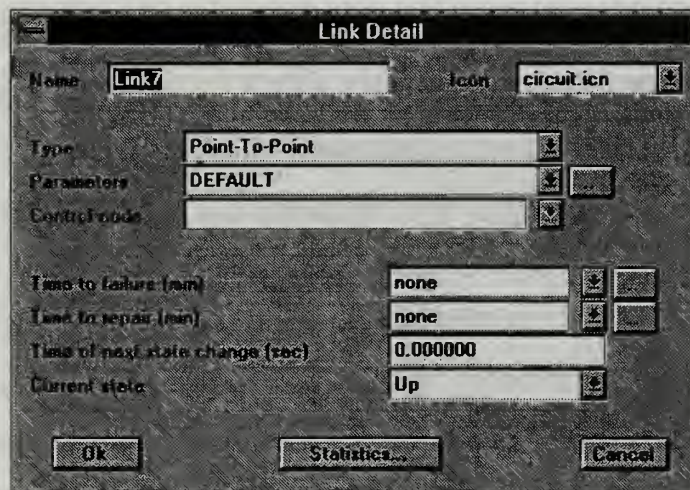 Link Detail
Name Link7 Icon circuit.icn
Type Point-To-Point
Parameters DEFAULT ..
Control node
Time to failure (min) none ..
Time to repair (min) none ..
Time of next state change (sec) 0.000000
Current state Up
Ok Statistics... Cancel